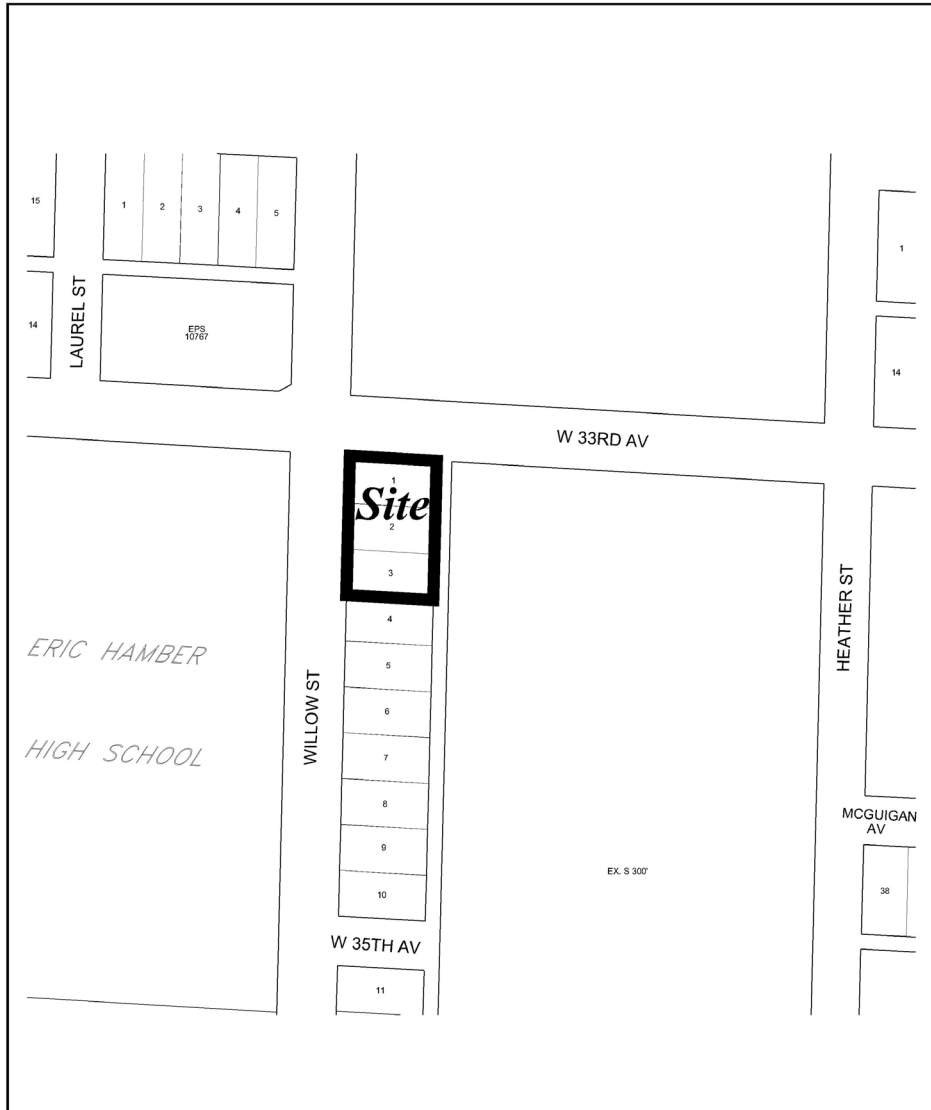 15
1
2
3
4
5
1
14
LAUREL ST
EPS
10767
14
W 33RD AV
1
Site
2
3
4
5
6
7
8
9
10
ERIC HAMBER
HIGH SCHOOL
WILLOW ST
HEATHER ST
MCGUIGAN
AV
EX. S 300'
38
W 35TH AV
11